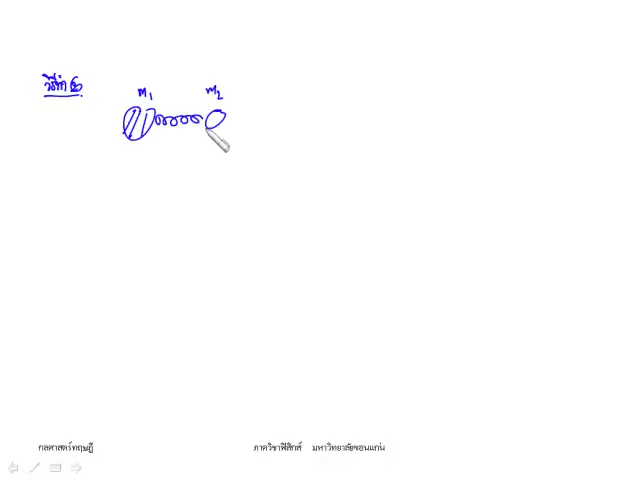 วิธีทำ
m₁ m₂
กลศาสตร์ทฤษฎี ภาควิชาฟิสิกส์ มหาวิทยาลัยขอนแก่น